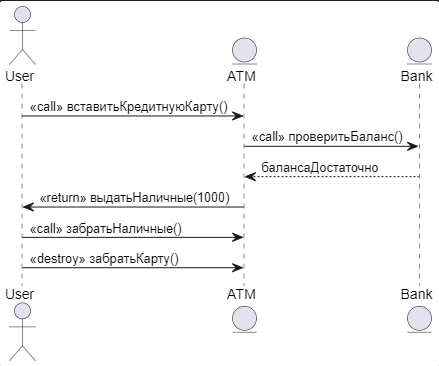 User ATM Bank
«call» вставитьКредитнуюКарту()
«call» проверитьБаланс()
балансаДостаточно
«return» выдатьНаличные(1000)
«call» забратьНаличные()
«destroy» забратьКарту()
User ATM Bank